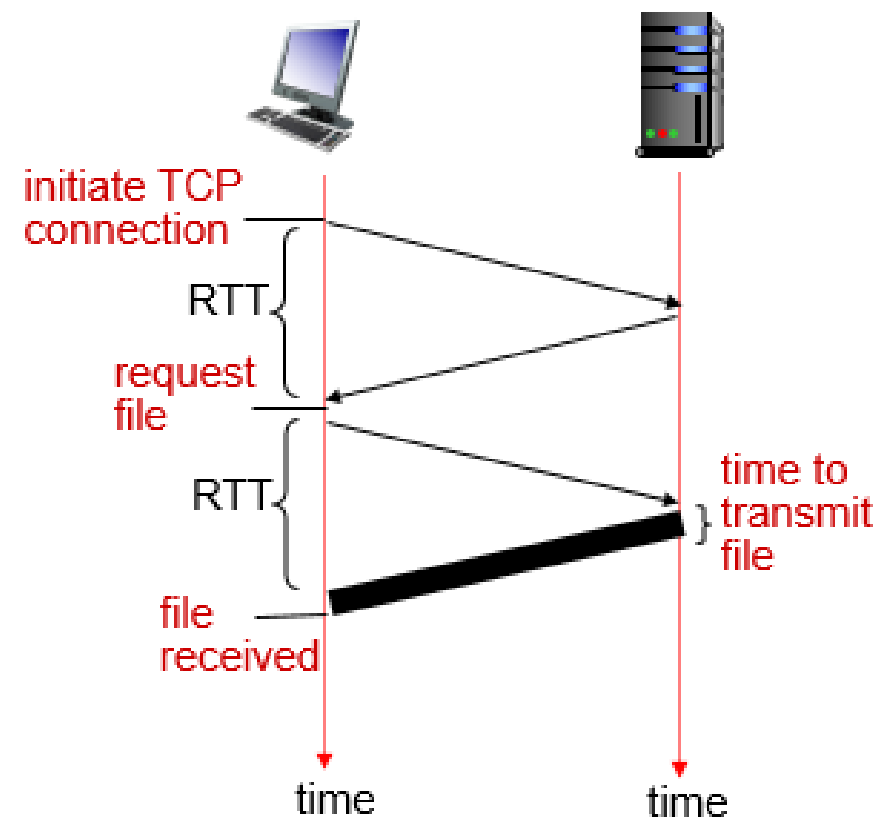 initiate TCP
connection
RTT
request
file
RTT
time to
transmit
file
file
received
time
time